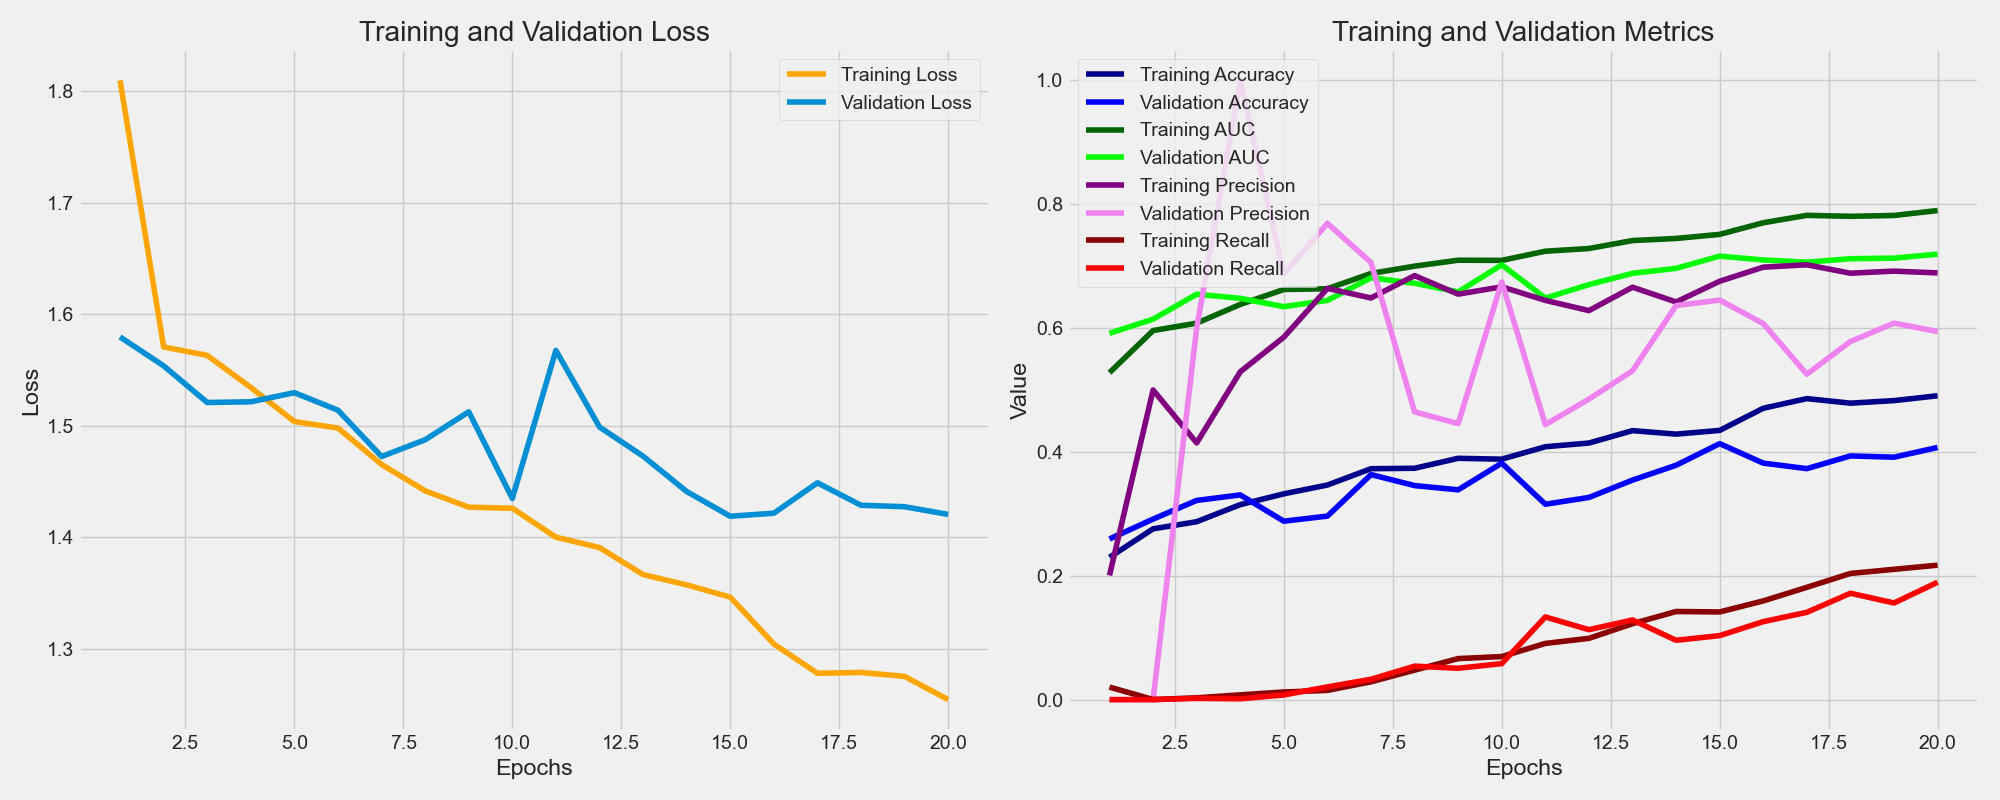 Training and Validation Loss
Training Loss
Validation Loss
1.8
1.7
1.6
1.5
1.4
1.3
Loss
2.5
5.0
7.5
10.0
12.5
15.0
17.5
20.0
Epochs
Training and Validation Metrics
Training Accuracy
Validation Accuracy
Training AUC
Validation AUC
Training Precision
Validation Precision
Training Recall
Validation Recall
1.0
0.8
0.6
0.4
0.2
0.0
Value
2.5
5.0
7.5
10.0
12.5
15.0
17.5
20.0
Epochs